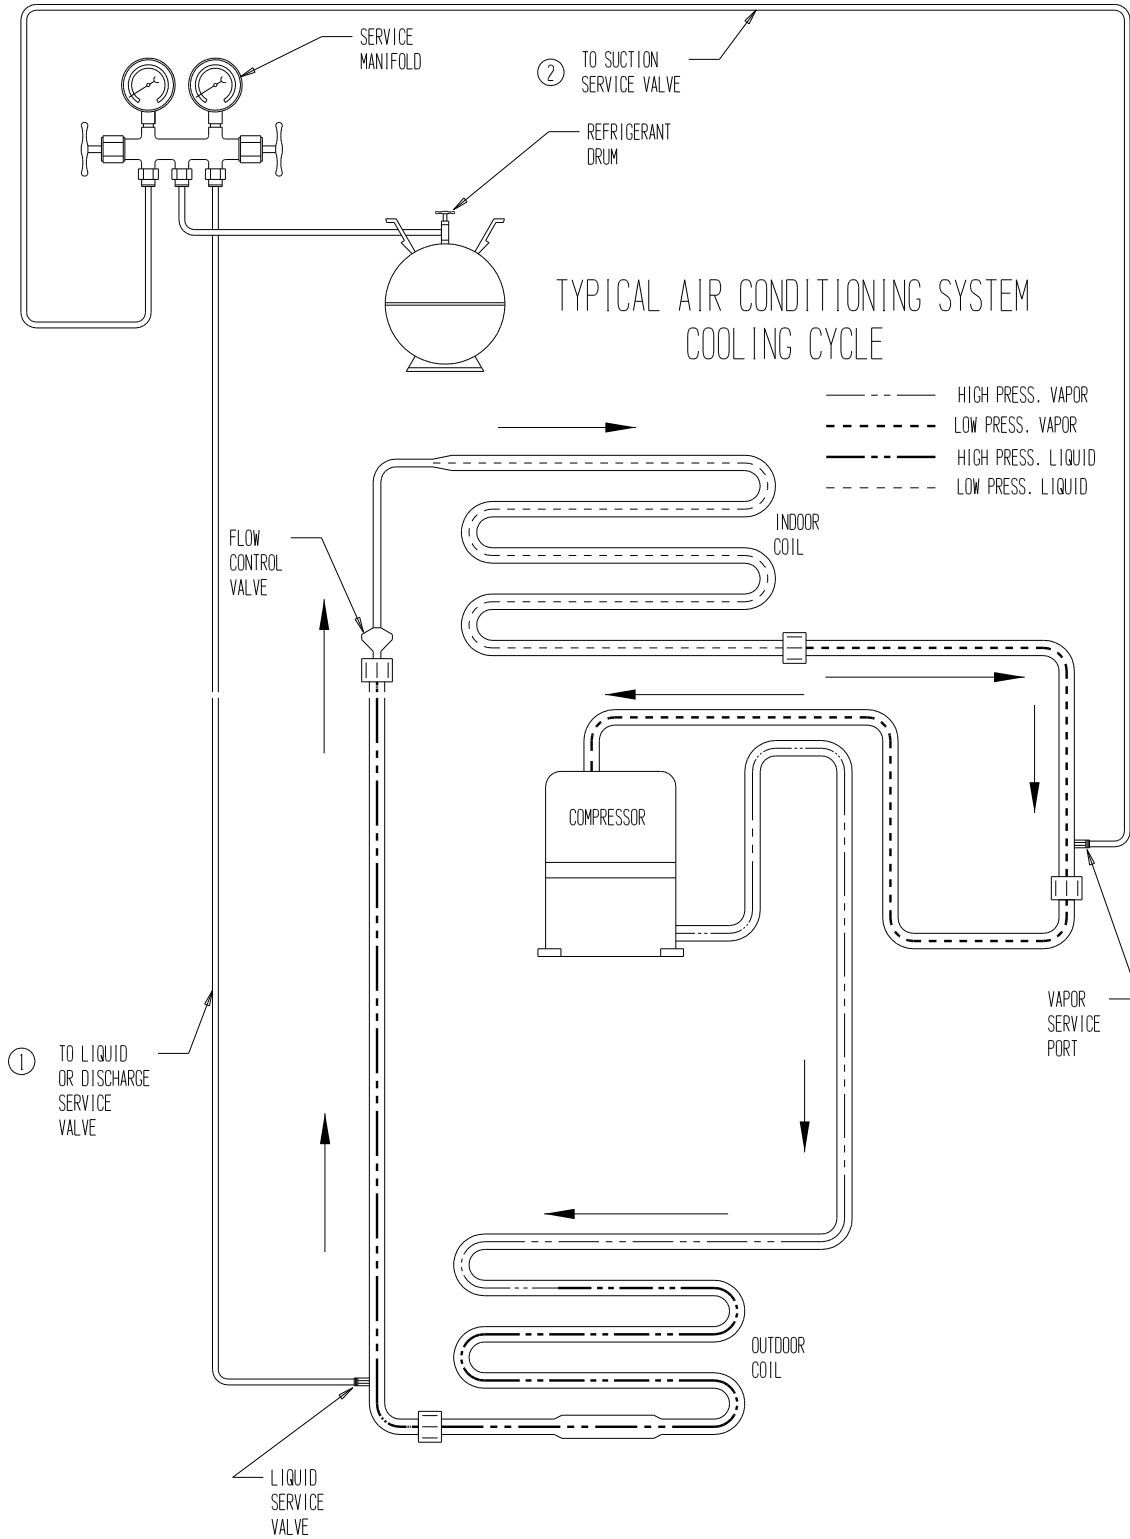 SERVICE
MANIFOLD
2
TO SUCTION
SERVICE VALVE
REFRIGERANT
DRUM
TYPICAL AIR CONDITIONING SYSTEM
COOLING CYCLE
HIGH PRESS. VAPOR
LOW PRESS. VAPOR
HIGH PRESS. LIQUID
LOW PRESS. LIQUID
INDOOR
COIL
FLOW
CONTROL
VALVE
COMPRESSOR
VAPOR
SERVICE
PORT
1
TO LIQUID
OR DISCHARGE
SERVICE
VALVE
OUTDOOR
COIL
LIQUID
SERVICE
VALVE